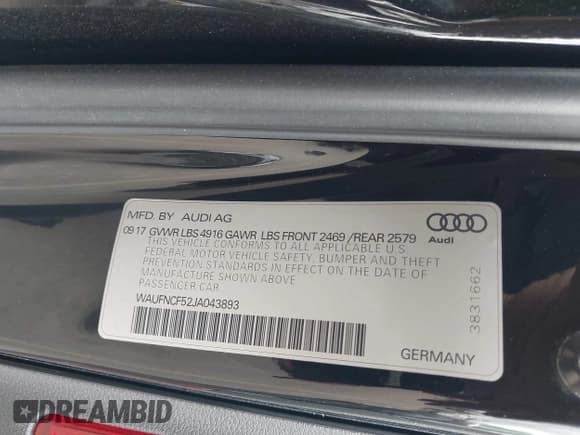 MFD. BY AUDI AG
09 17 GVWR LBS 4916 GAWR LBS FRONT 2469 /REAR 2579
THIS VEHICLE CONFORMS TO ALL APPLICABLE U.S.
FEDERAL MOTOR VEHICLE SAFETY, BUMPER AND THEFT
PREVENTION STANDARDS IN EFFECT ON THE DATE OF
MANUFACTURE SHOWN ABOVE
PASSENGER CAR
WAUFNCF52JA043893
Audi
3831662
GERMANY
DREAMBID